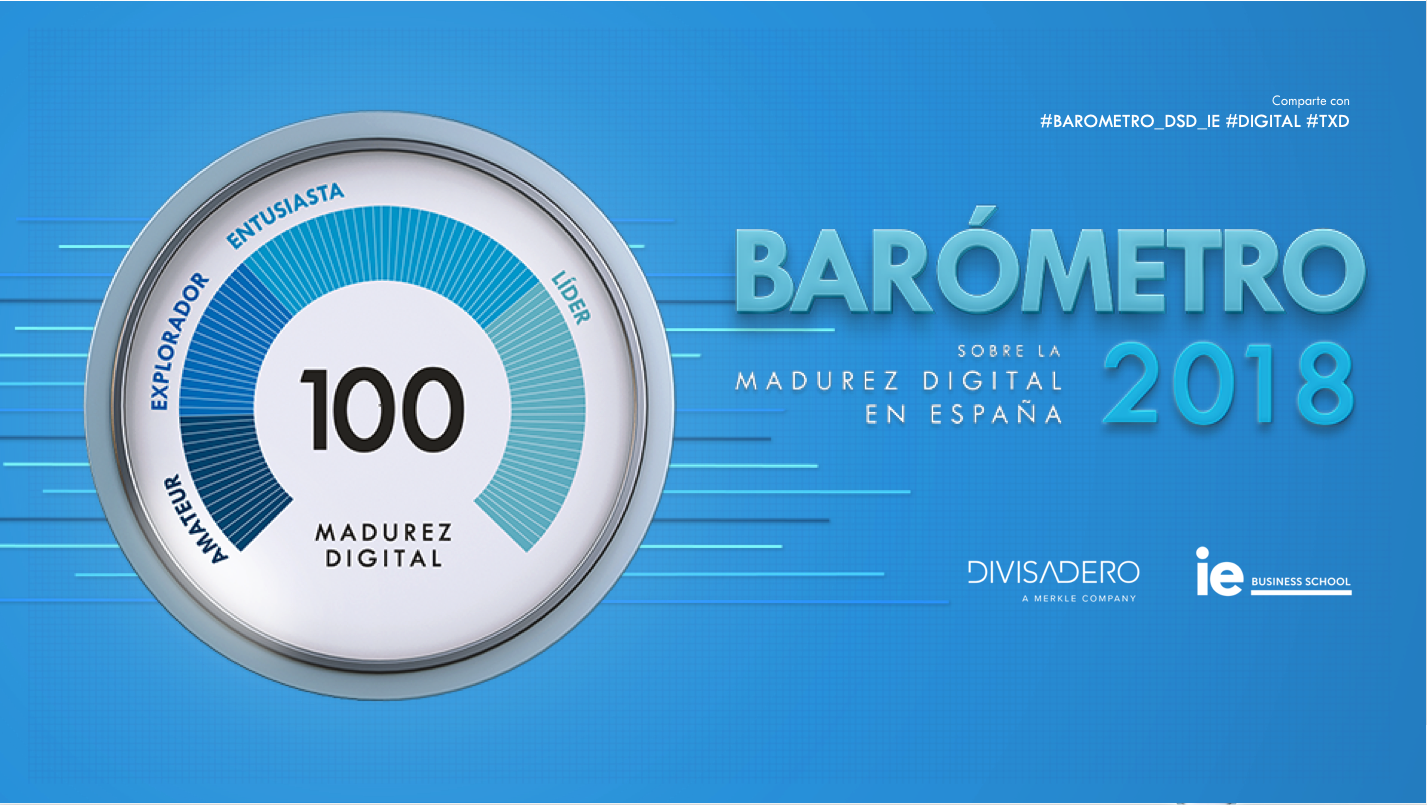 Comparte con
#BAROMETRO_DSD_IE #DIGITAL #TXD
ENTUSIASTA
EXPLORADOR
LÍDER
AMATEUR
100
MADUREZ
DIGITAL
BARÓMETRO
SOBRE LA
MADUREZ DIGITAL
EN ESPAÑA
2018
DIVISADERO
A MERKLE COMPANY
ie BUSINESS SCHOOL